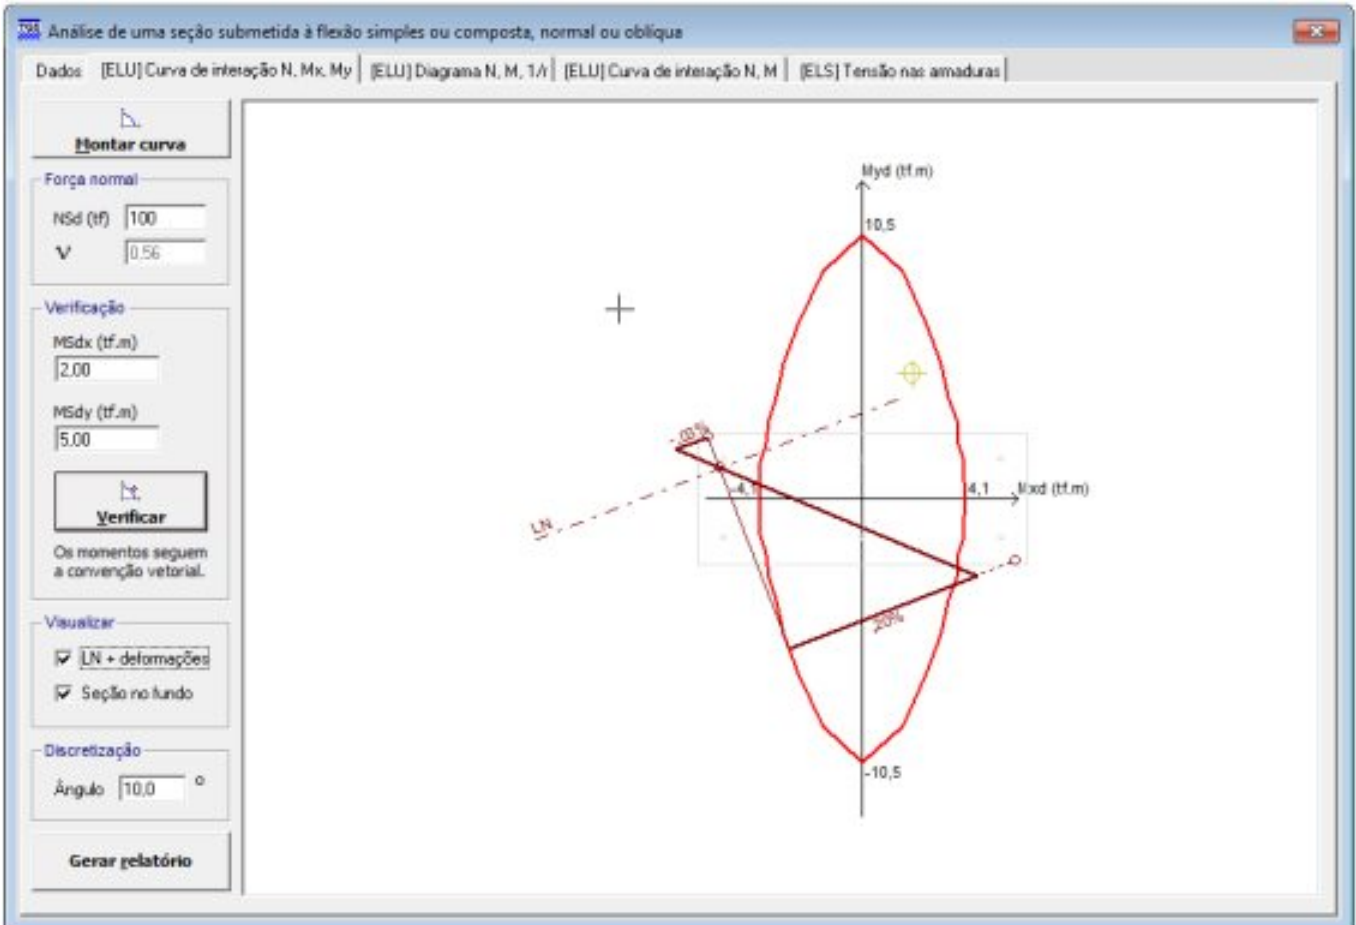 TQS Análise de uma seção submetida à flexão simples ou composta, normal ou oblíqua
Dados [ELU] Curva de interação N, Mx, My [ELU] Diagrama N, M, 1/r [ELU] Curva de interação N, M [ELS] Tensão nas armaduras
Montar curva
Força normal
NSd (tf) 100
ν 0.56
Verificação
MSdx (tf.m)
2.00
MSdy (tf.m)
5.00
Verificar
Os momentos seguem
a convenção vetorial.
Visualizar
LN + deformações
Seção no fundo
Discretização
Ângulo 10,0 °
Gerar relatório
Myd (tf.m)
10,5
-4,1
4,1 Mxd (tf.m)
LN
-10,5